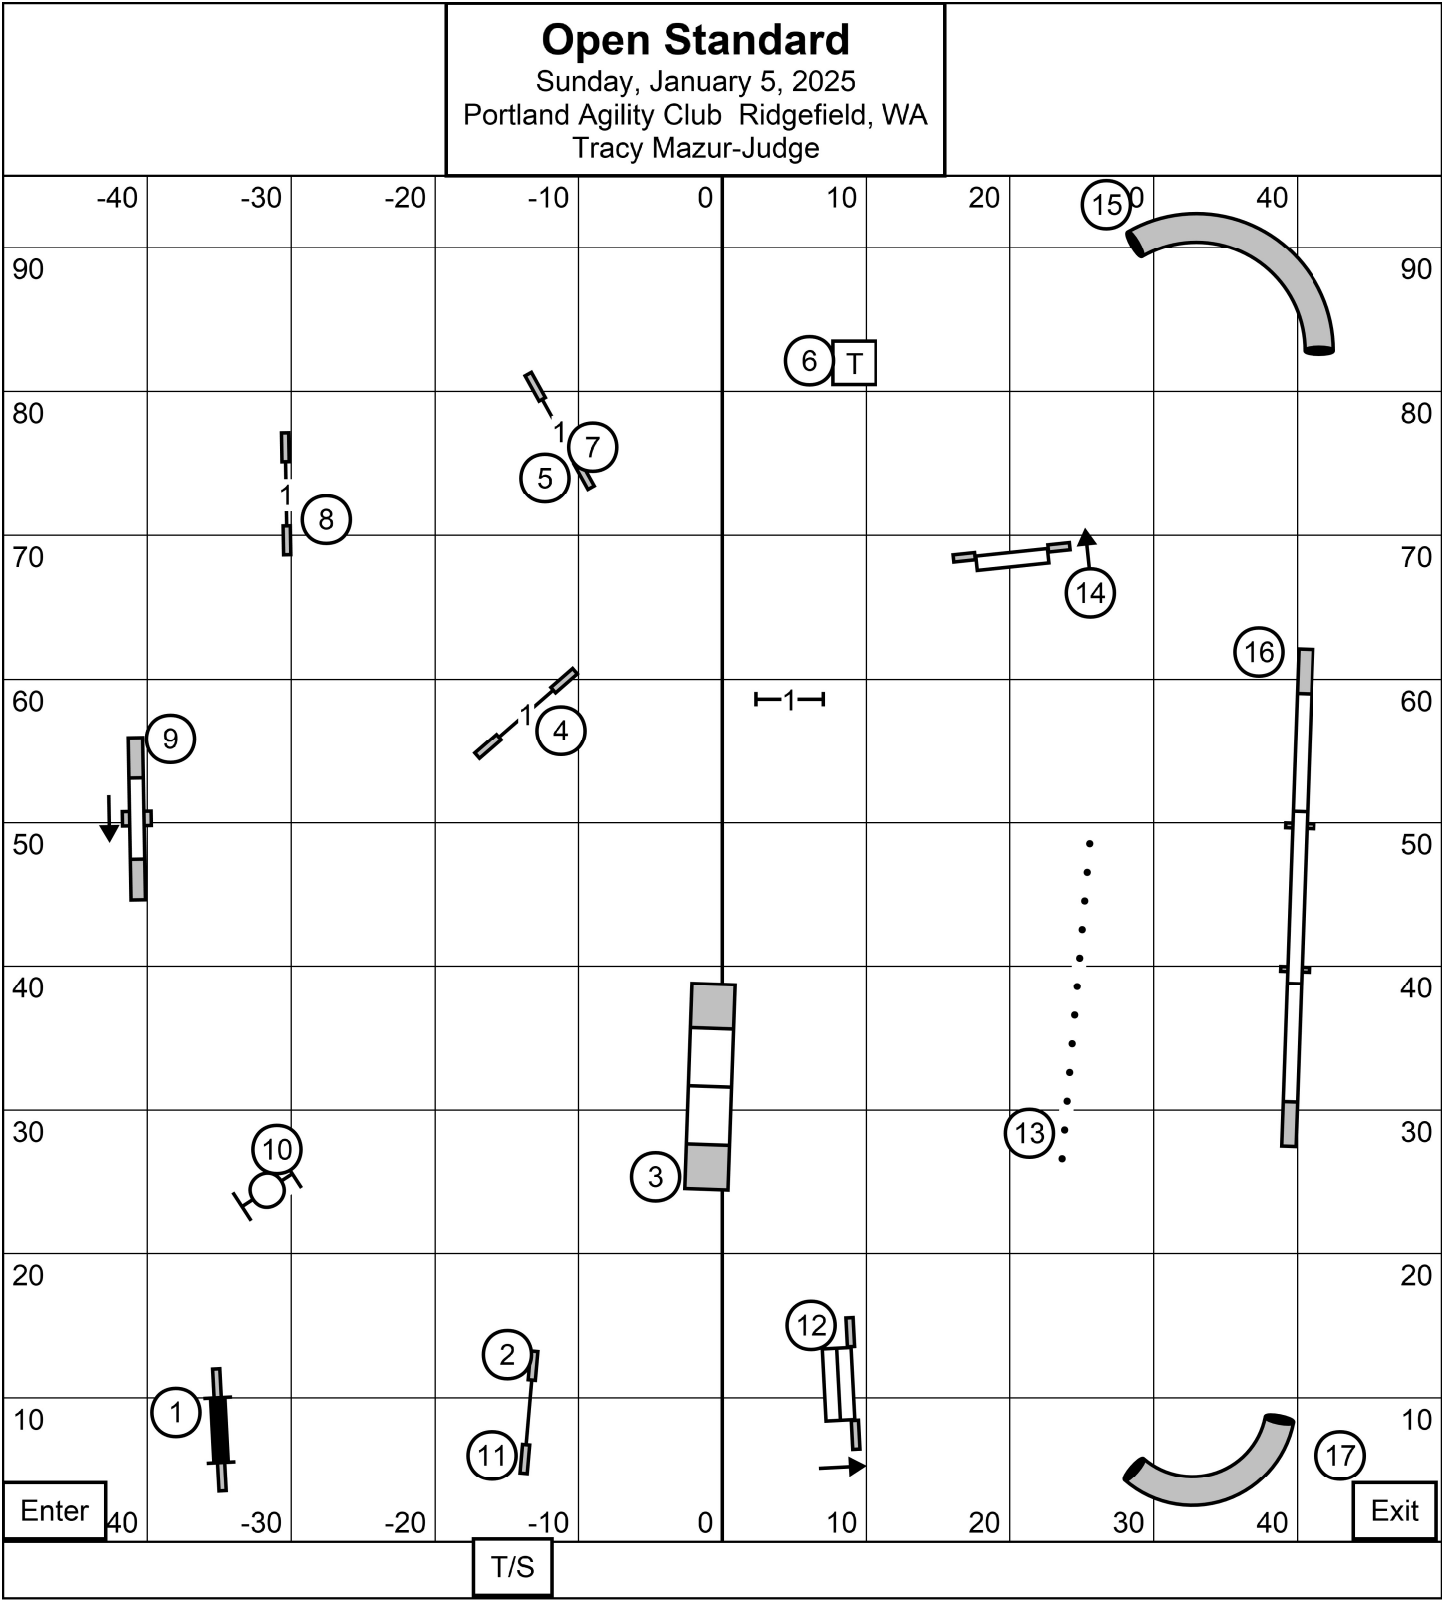 Open Standard
Sunday, January 5, 2025
Portland Agility Club Ridgefield, WA
Tracy Mazur-Judge
-40 -30 -20 -10 0 10 20 15 0 40
90 90
6 T
80 80
1 7
5
1
8
70 70
14
16
60 1 60
1 4
9
50 50
40 40
10 30 13 30
3
20 20
12
2
1 10 10
11 17
Enter 40 -30 -20 -10 0 10 20 30 40 Exit
T/S